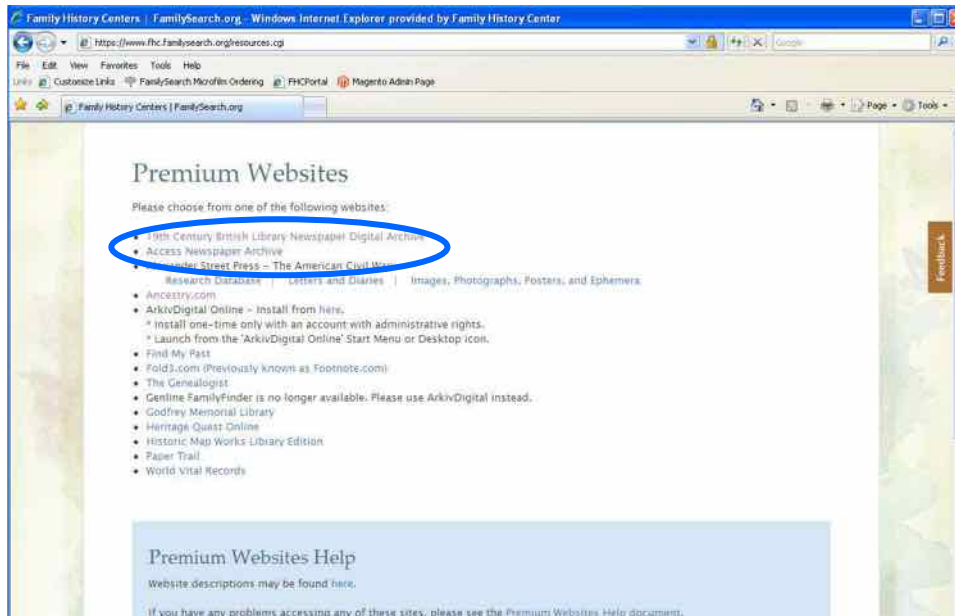 Family History Centers | FamilySearch.org - Windows Internet Explorer provided by Family History Center
https://www.fhc.familysearch.org/resources.cgi
Google
File Edit View Favorites Tools Help
Links Customize Links FamilySearch Microfilm Ordering FHCPortal Magento Admin Page
Family History Centers | FamilySearch.org
Page Tools
Premium Websites
Please choose from one of the following websites:
• 19th Century British Library Newspaper Digital Archive
• Access Newspaper Archive
• Alexander Street Press - The American Civil War
Research Database | Letters and Diaries | Images, Photographs, Posters, and Ephemera
• Ancestry.com
• ArkivDigital Online - Install from here.
* Install one-time only with an account with administrative rights.
* Launch from the 'ArkivDigital Online' Start Menu or Desktop icon.
• Find My Past
• Fold3.com (Previously known as Footnote.com)
• The Genealogist
• Genline FamilyFinder is no longer available. Please use ArkivDigital instead.
• Godfrey Memorial Library
• Heritage Quest Online
• Historic Map Works Library Edition
• Paper Trail
• World Vital Records
Feedback
Premium Websites Help
Website descriptions may be found here.
If you have any problems accessing any of these sites, please see the Premium Websites Help document.